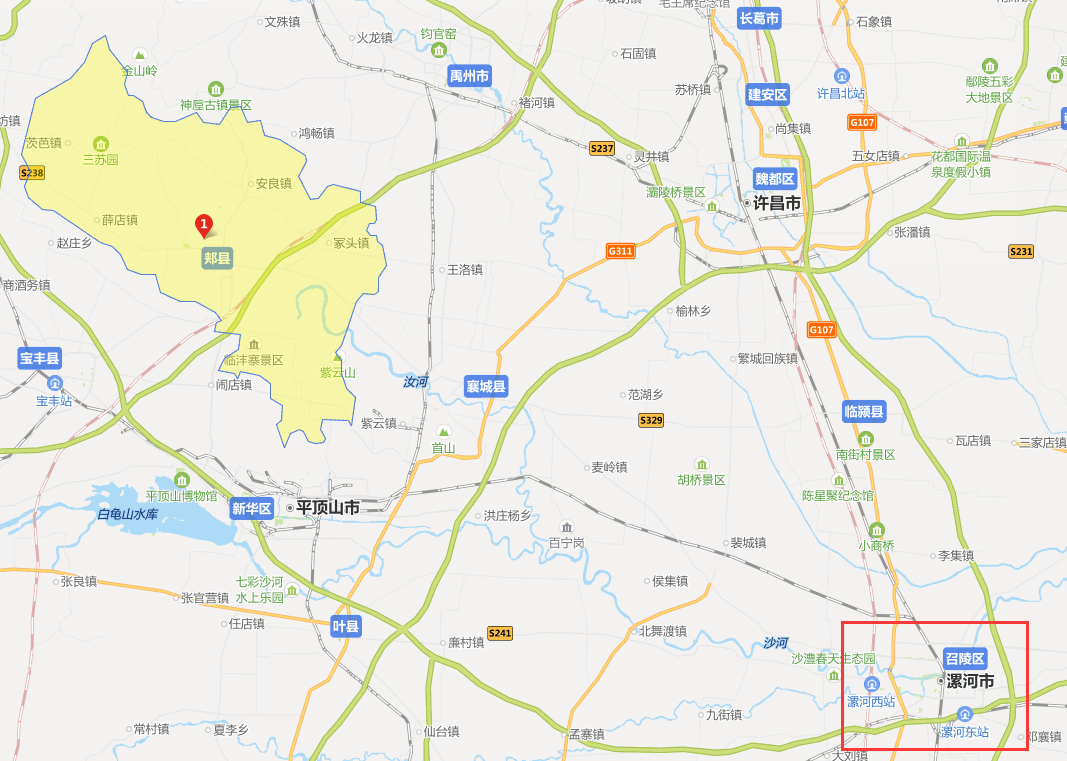 文殊镇
火龙镇
钧官窑
石固镇
长葛市
石象镇
金山岭
禹州市
苏桥镇
许昌北站
鄢陵五彩
大地景区
神垕古镇景区
褚河镇
建安区
G107
鸿畅镇
尚集镇
茨芭镇
三苏园
S237
灵井镇
五女店镇
花都国际温
泉度假小镇
S238
安良镇
灞陵桥景区
魏都区
许昌市
薛店镇
1
赵庄乡
郏县
冢头镇
G311
张潘镇
S231
王洛镇
商酒务镇
榆林乡
G107
宝丰县
临沣寨景区
紫云山
繁城回族镇
宝丰站
闹店镇
汝河
襄城县
范湖乡
S329
临颍县
紫云镇
首山
瓦店镇
三家店镇
南街村景区
麦岭镇
胡桥景区
陈星聚纪念馆
平顶山博物馆
白龟山水库
新华区
平顶山市
洪庄杨乡
百宁岗
裴城镇
小商桥
李集镇
张良镇
七彩沙河
水上乐园
侯集镇
张官营镇
任店镇
叶县
廉村镇
S241
北舞渡镇
沙河
沙澧春天生态园
召陵区
漯河市
漯河西站
常村镇
夏李乡
仙台镇
孟寨镇
九街镇
漯河东站
邓襄镇
大刘镇